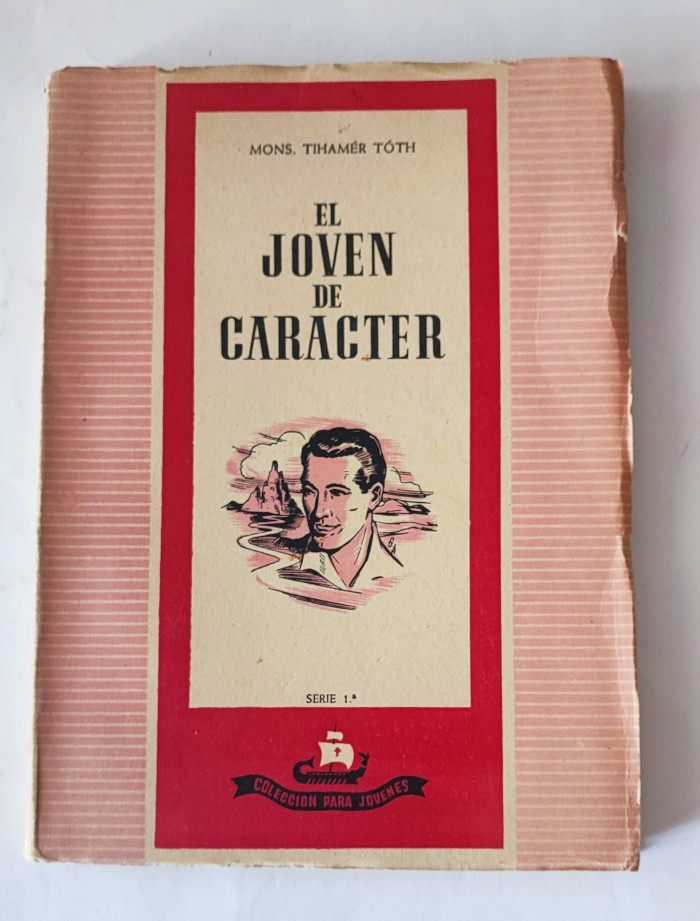 MONS. TIHAMÉR TÓTH
EL
JOVEN
DE
CARACTER
SERIE 1.ª
COLECCION PARA JOVENES